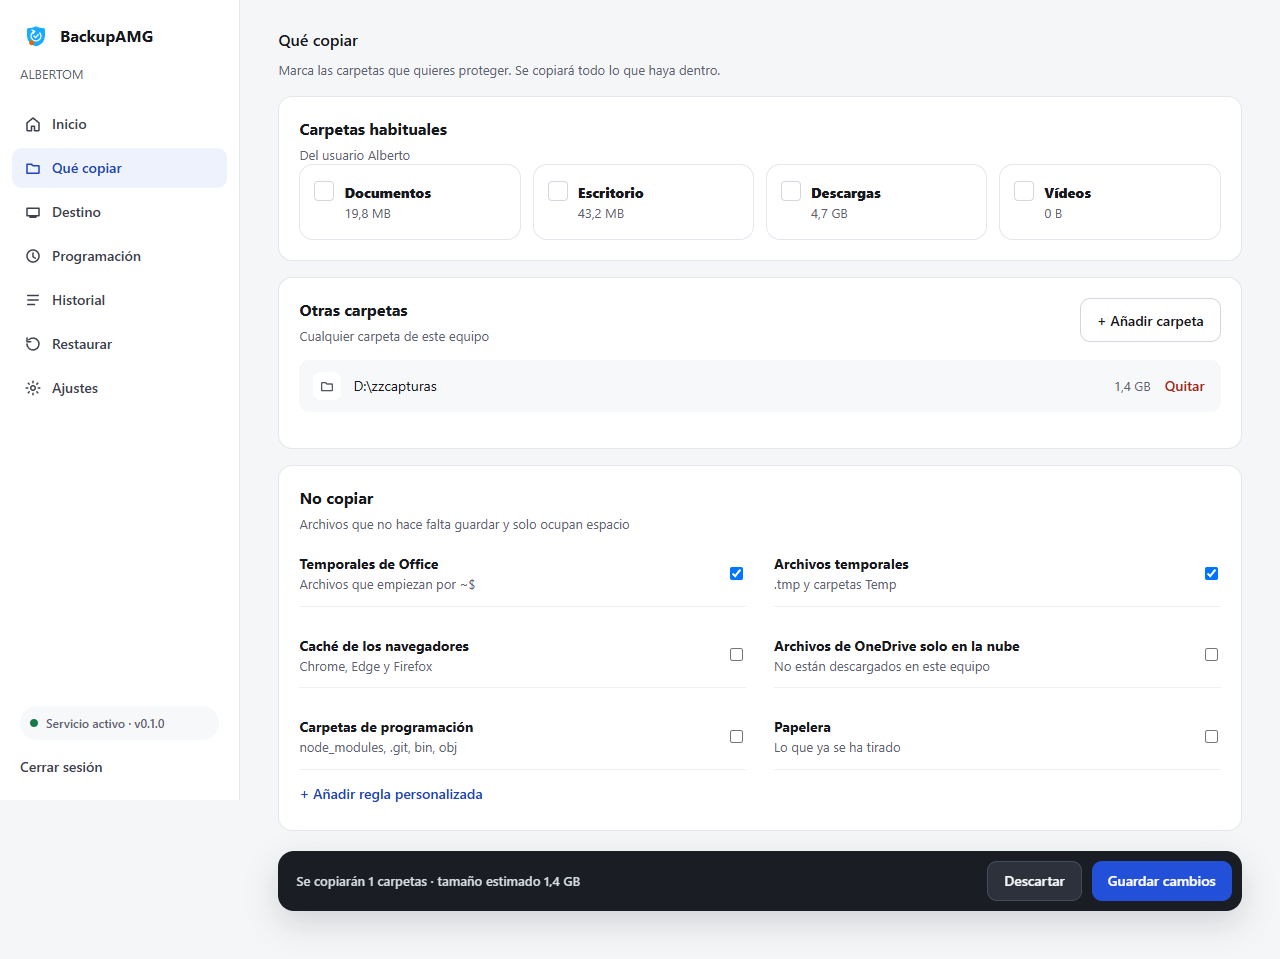 BackupAMG
ALBERTOM
Inicio
Qué copiar
Destino
Programación
Historial
Restaurar
Ajustes
Servicio activo · v0.1.0
Cerrar sesión
Qué copiar
Marca las carpetas que quieres proteger. Se copiará todo lo que haya dentro.
Carpetas habituales
Del usuario Alberto
Documentos
19,8 MB
Escritorio
43,2 MB
Descargas
4,7 GB
Vídeos
0 B
Otras carpetas
Cualquier carpeta de este equipo
+ Añadir carpeta
D:\zzcapturas
1,4 GB Quitar
No copiar
Archivos que no hace falta guardar y solo ocupan espacio
Temporales de Office
Archivos que empiezan por ~$
Archivos temporales
.tmp y carpetas Temp
Caché de los navegadores
Chrome, Edge y Firefox
Archivos de OneDrive solo en la nube
No están descargados en este equipo
Carpetas de programación
node_modules, .git, bin, obj
Papelera
Lo que ya se ha tirado
+ Añadir regla personalizada
Se copiarán 1 carpetas · tamaño estimado 1,4 GB
Descartar
Guardar cambios